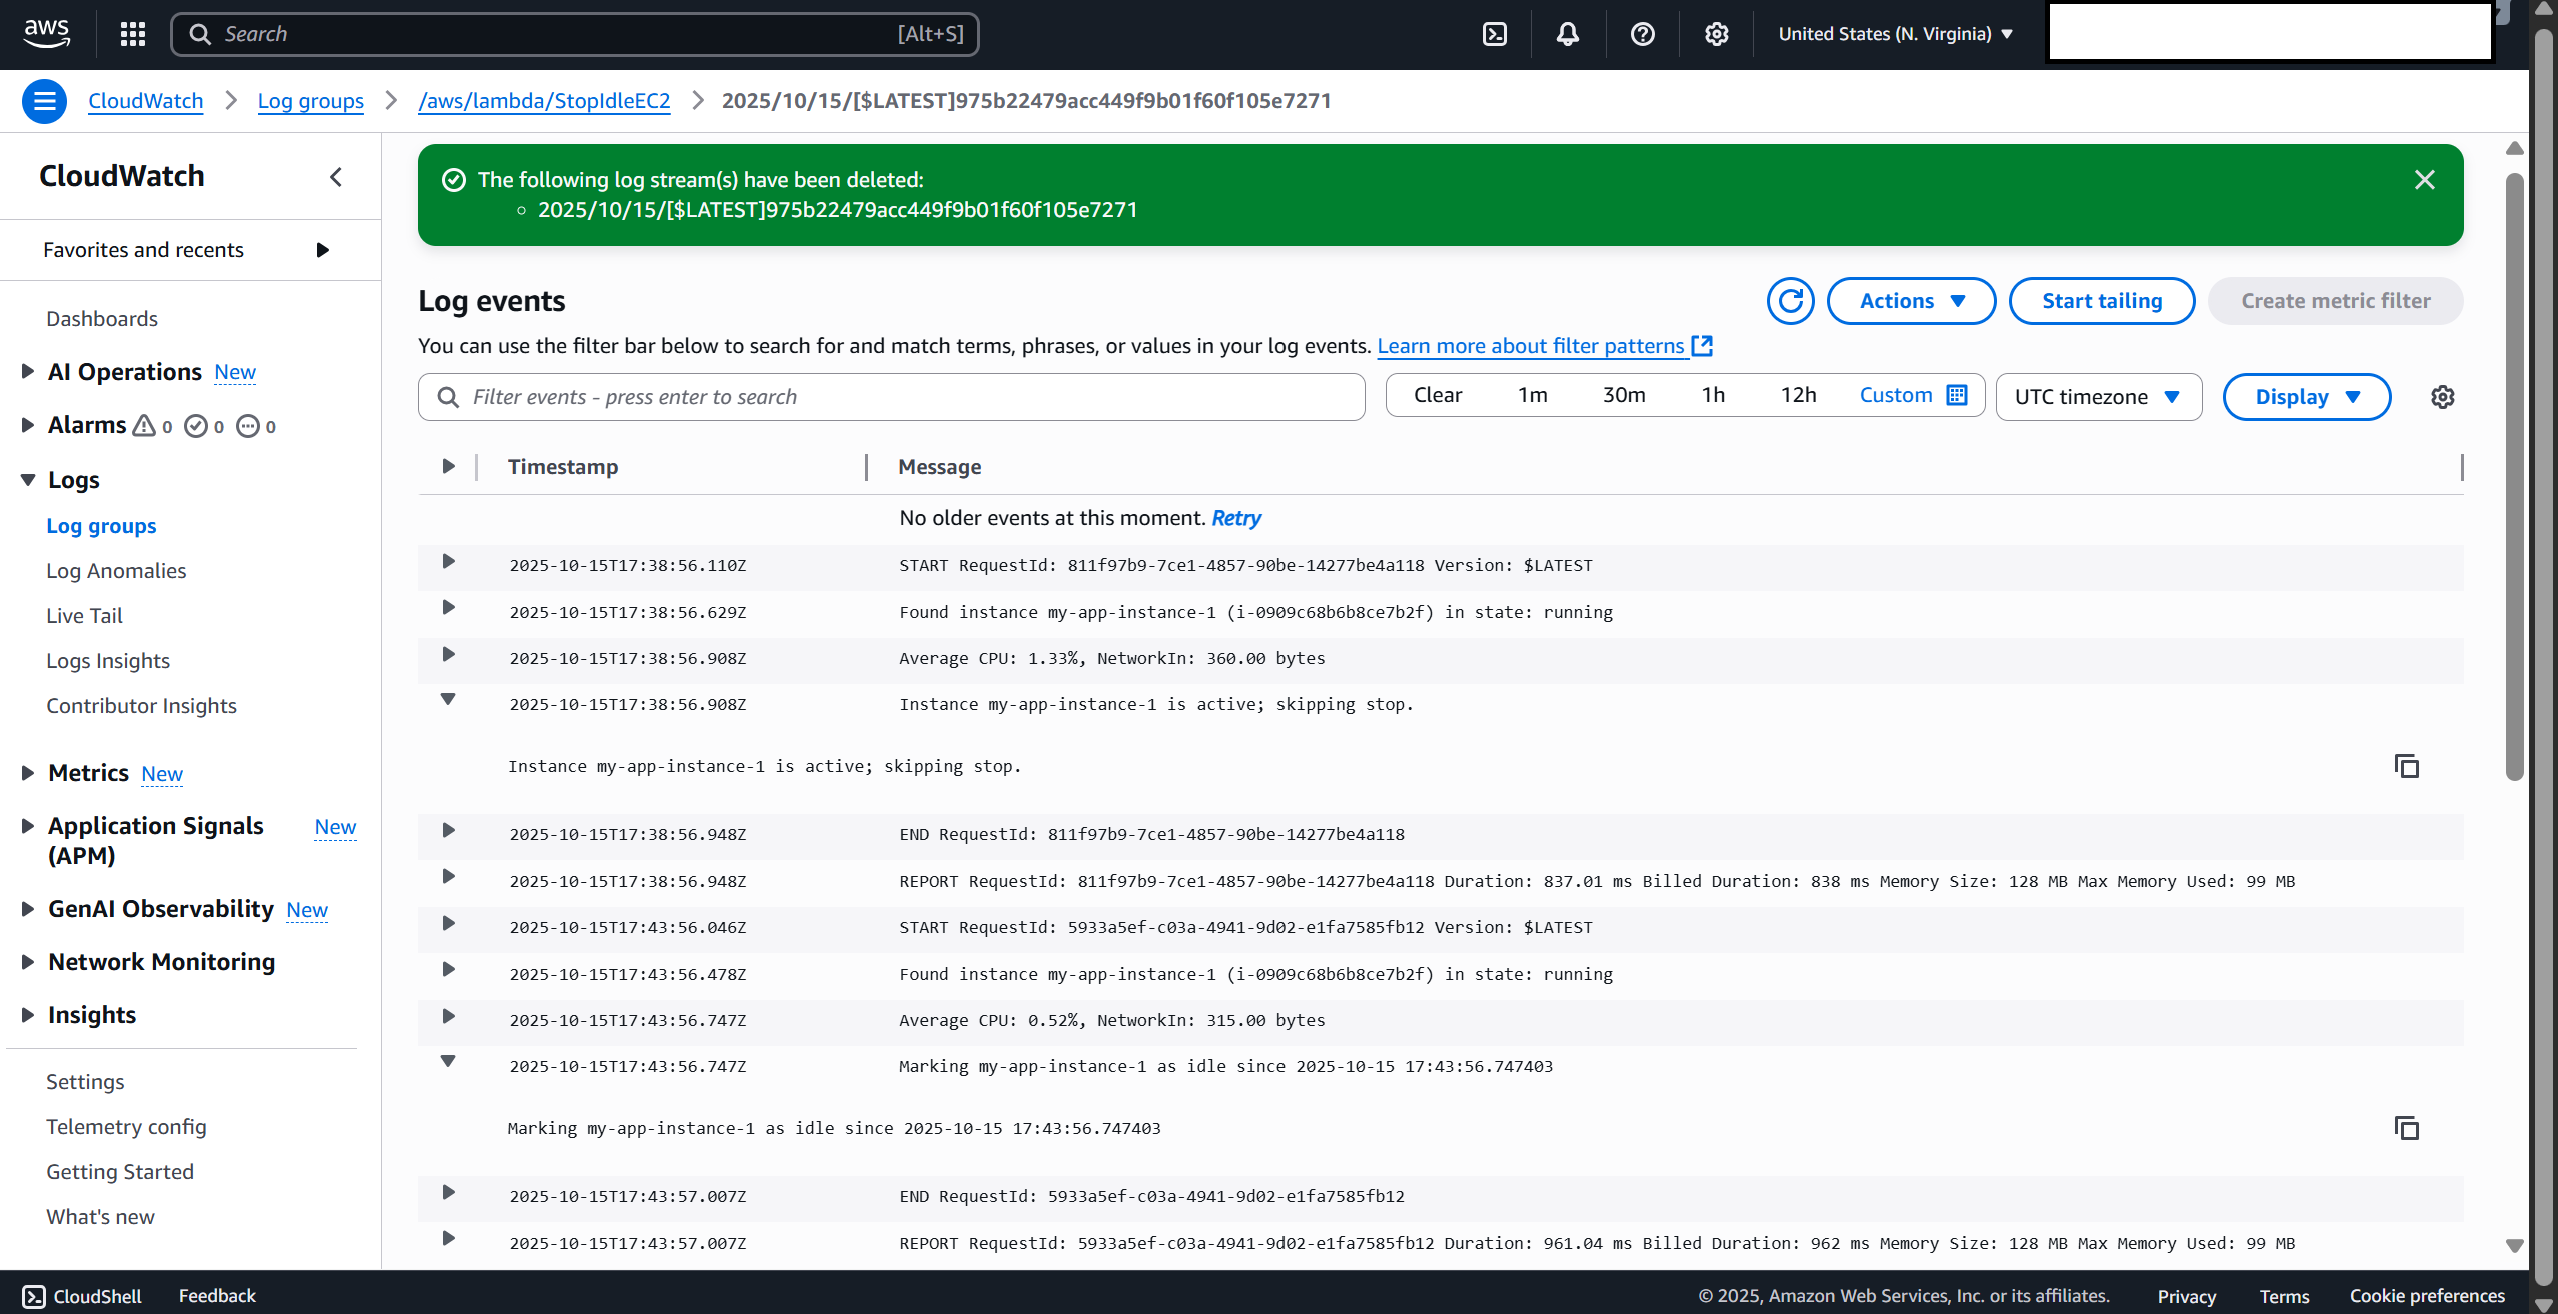 aws
Search [Alt+S]
United States (N. Virginia)
CloudWatch > Log groups > /aws/lambda/StopIdleEC2 > 2025/10/15/[$LATEST]975b22479acc449f9b01f60f105e7271
CloudWatch
Favorites and recents
Dashboards
AI Operations New
Alarms 0 0 0
Logs
Log groups
Log Anomalies
Live Tail
Logs Insights
Contributor Insights
Metrics New
Application Signals New
(APM)
GenAI Observability New
Network Monitoring
Insights
Settings
Telemetry config
Getting Started
What's new
The following log stream(s) have been deleted:
2025/10/15/[$LATEST]975b22479acc449f9b01f60f105e7271
Log events
Actions
Start tailing
Create metric filter
You can use the filter bar below to search for and match terms, phrases, or values in your log events. Learn more about filter patterns
Filter events - press enter to search
Clear 1m 30m 1h 12h Custom
UTC timezone
Display
Timestamp Message
No older events at this moment. Retry
2025-10-15T17:38:56.110Z START RequestId: 811f97b9-7ce1-4857-90be-14277be4a118 Version: $LATEST
2025-10-15T17:38:56.629Z Found instance my-app-instance-1 (i-0909c68b6b8ce7b2f) in state: running
2025-10-15T17:38:56.908Z Average CPU: 1.33%, NetworkIn: 360.00 bytes
2025-10-15T17:38:56.908Z Instance my-app-instance-1 is active; skipping stop.
Instance my-app-instance-1 is active; skipping stop.
2025-10-15T17:38:56.948Z END RequestId: 811f97b9-7ce1-4857-90be-14277be4a118
2025-10-15T17:38:56.948Z REPORT RequestId: 811f97b9-7ce1-4857-90be-14277be4a118 Duration: 837.01 ms Billed Duration: 838 ms Memory Size: 128 MB Max Memory Used: 99 MB
2025-10-15T17:43:56.046Z START RequestId: 5933a5ef-c03a-4941-9d02-e1fa7585fb12 Version: $LATEST
2025-10-15T17:43:56.478Z Found instance my-app-instance-1 (i-0909c68b6b8ce7b2f) in state: running
2025-10-15T17:43:56.747Z Average CPU: 0.52%, NetworkIn: 315.00 bytes
2025-10-15T17:43:56.747Z Marking my-app-instance-1 as idle since 2025-10-15 17:43:56.747403
Marking my-app-instance-1 as idle since 2025-10-15 17:43:56.747403
2025-10-15T17:43:57.007Z END RequestId: 5933a5ef-c03a-4941-9d02-e1fa7585fb12
2025-10-15T17:43:57.007Z REPORT RequestId: 5933a5ef-c03a-4941-9d02-e1fa7585fb12 Duration: 961.04 ms Billed Duration: 962 ms Memory Size: 128 MB Max Memory Used: 99 MB
CloudShell Feedback © 2025, Amazon Web Services, Inc. or its affiliates. Privacy Terms Cookie preferences